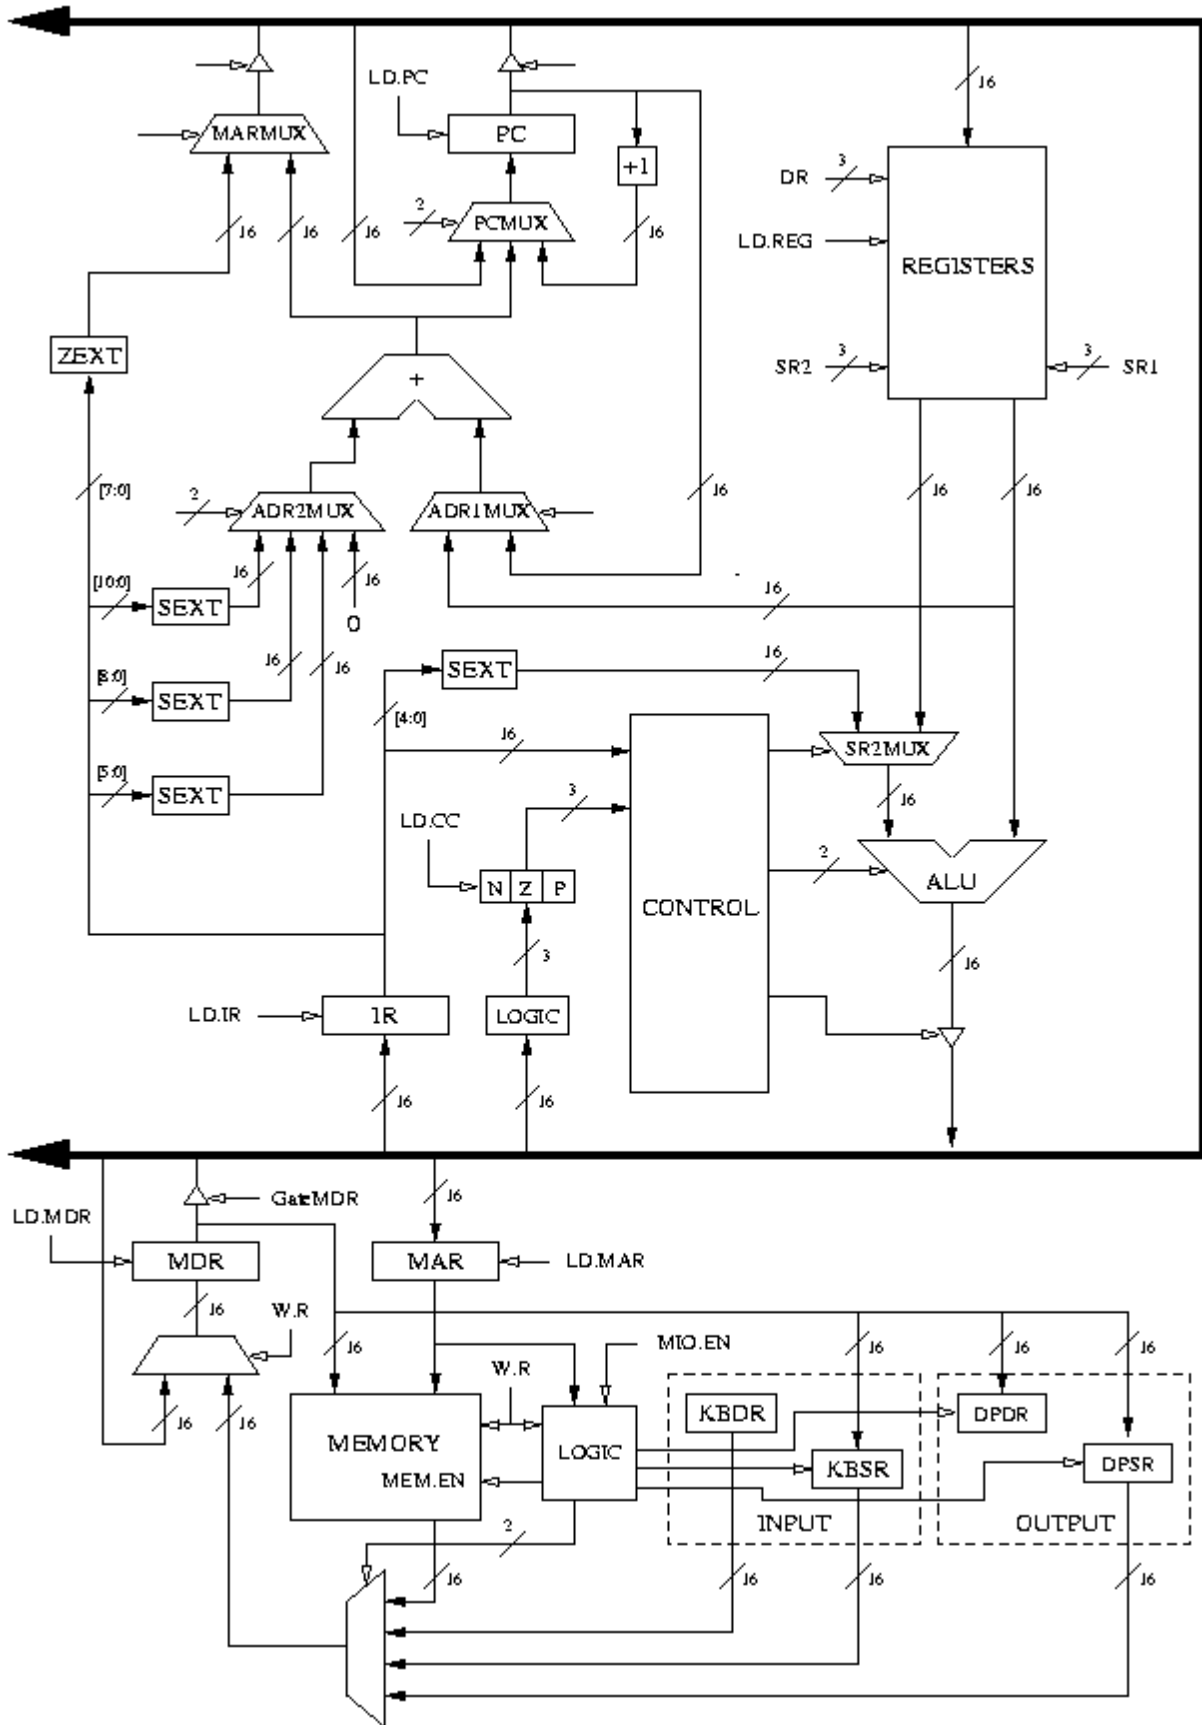 16
LD.PC
MARMUX
PC
+1
3
DR
2
PCMUX
16
16
16
16
LD.REG
REGISTERS
ZEXT
+
3
SR2
3
SR1
[7:0]
2
ADR2MUX
ADR1MUX
16
16
16
[10:0]
SEXT
16
16
0
16
[8:0]
SEXT
16
16
SEXT
16
[4:0]
16
SR2MUX
[5:0]
SEXT
3
16
LD.CC
2
N Z P
ALU
CONTROL
3
16
LD.IR
IR
LOGIC
16
16
GateMDR
16
LD.MDR
MDR
MAR
LD.MAR
16
W.R
16
MIO.EN
16
16
16
W.R
16
16
KBDR
DPDR
MEMORY
LOGIC
KBSR
DPSR
MEM.EN
INPUT
OUTPUT
2
16
16
16
16